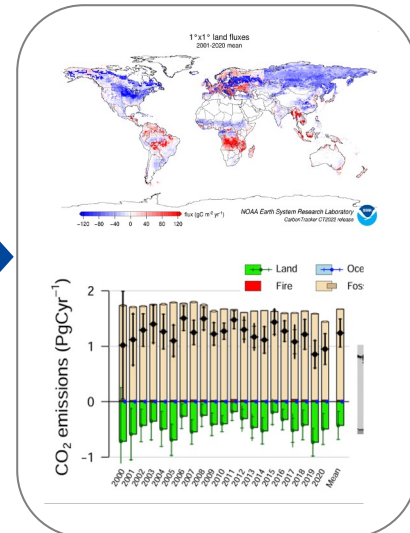 1°x1° land fluxes
2001-2020 mean
flux (gC m⁻² yr⁻¹)
-120 -80 -40 0 40 80 120
NOAA Earth System Research Laboratory
CarbonTracker CT2022 release
Land Oce
Fire Fos
CO₂ emissions (PgCyr⁻¹)
2
1
0
-1
2000 2001 2002 2003 2004 2005 2006 2007 2008 2009 2010 2011 2012 2013 2014 2015 2016 2017 2018 2019 2020 Mean